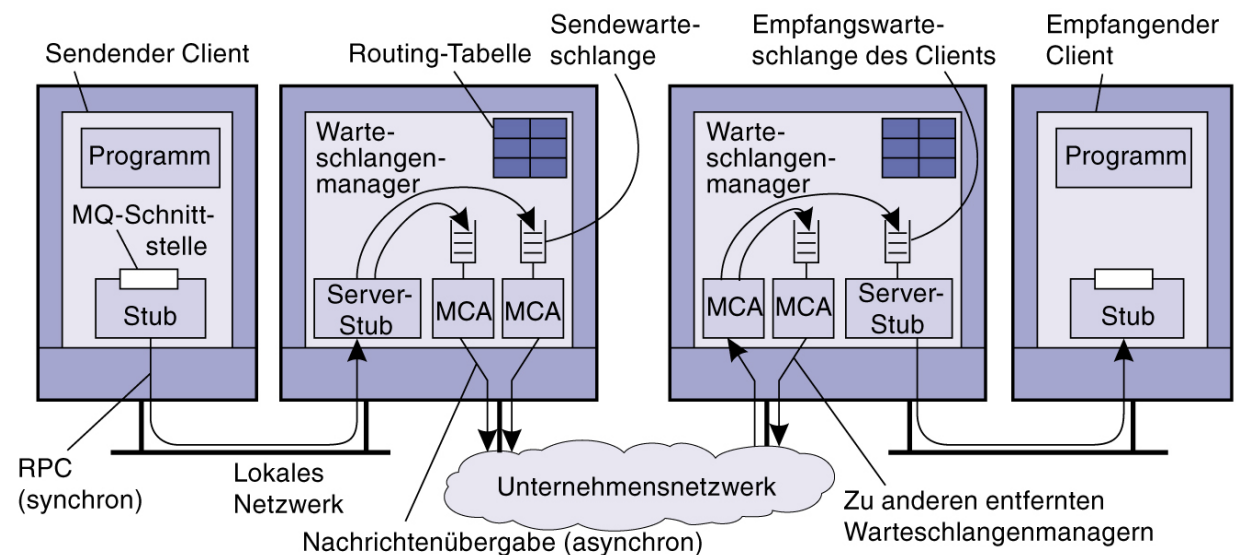 Sendender Client
Routing-Tabelle
Sendewarte-
schlange
Empfangswarte-
schlange des Clients
Empfangender
Client
Programm
MQ-Schnitt-
stelle
Stub
Warte-
schlangen-
manager
Server-
Stub
MCA
MCA
Warte-
schlangen-
manager
MCA
MCA
Server-
Stub
Programm
Stub
RPC
(synchron)
Lokales
Netzwerk
Unternehmensnetzwerk
Nachrichtenübergabe (asynchron)
Zu anderen entfernten
Warteschlangenmanagern